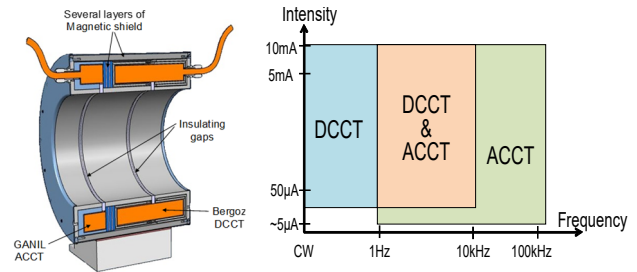 Several layers of
Magnetic shield
Insulating
gaps
Bergoz
DCCT
GANIL
ACCT
Intensity
10mA
5mA
50µA
~5µA
DCCT
DCCT
&
ACCT
ACCT
Frequency
CW
1Hz
10kHz
100kHz